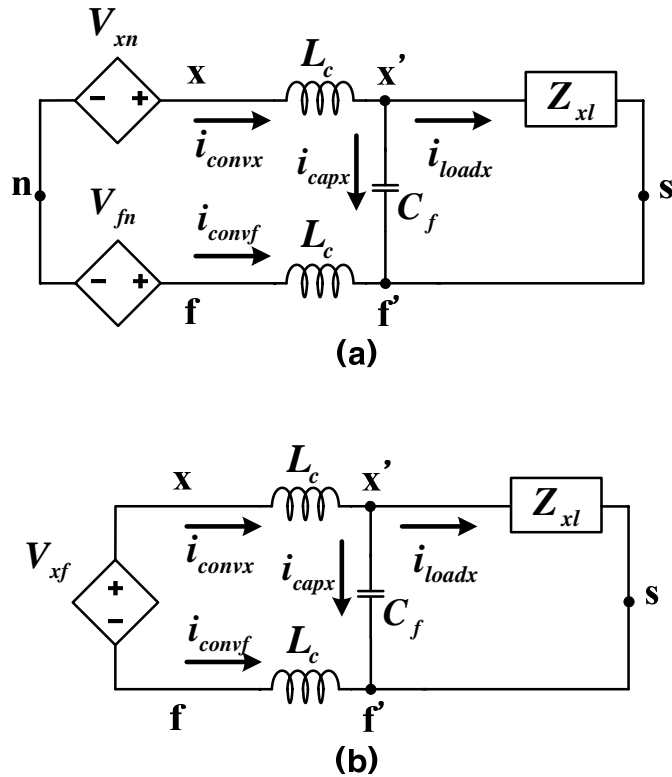 V_xn
x L_c x'
Z_xl
i_convx i_capx i_loadx
n s
V_fn i_convf L_c C_f
f f'
(a)
x L_c x'
Z_xl
V_xf i_convx i_capx i_loadx
s
i_convf L_c C_f
f f'
(b)